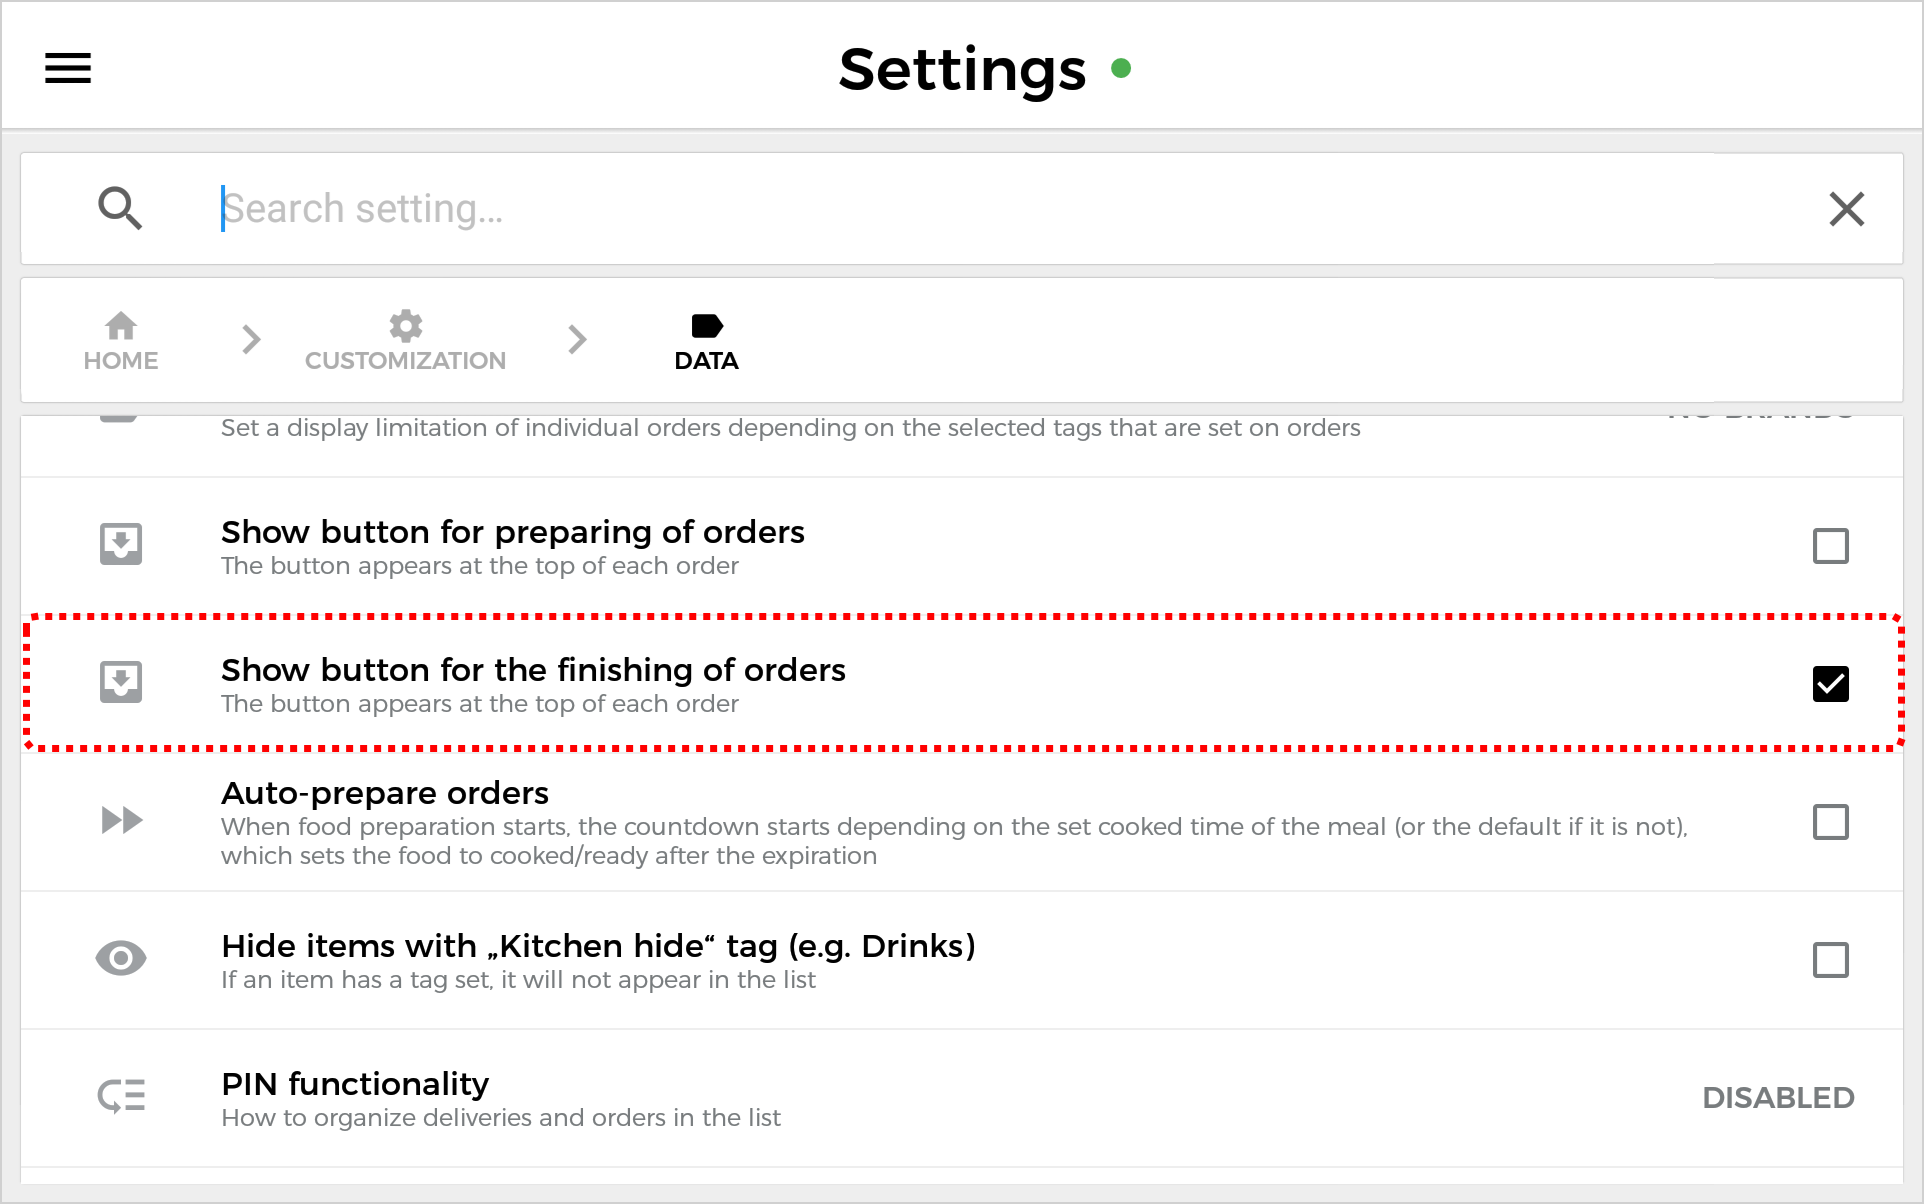 Settings
Search setting...
HOME
CUSTOMIZATION
DATA
Set a display limitation of individual orders depending on the selected tags that are set on orders
Show button for preparing of orders
The button appears at the top of each order
Show button for the finishing of orders
The button appears at the top of each order
Auto-prepare orders
When food preparation starts, the countdown starts depending on the set cooked time of the meal (or the default if it is not),
which sets the food to cooked/ready after the expiration
Hide items with „Kitchen hide“ tag (e.g. Drinks)
If an item has a tag set, it will not appear in the list
PIN functionality
How to organize deliveries and orders in the list
DISABLED